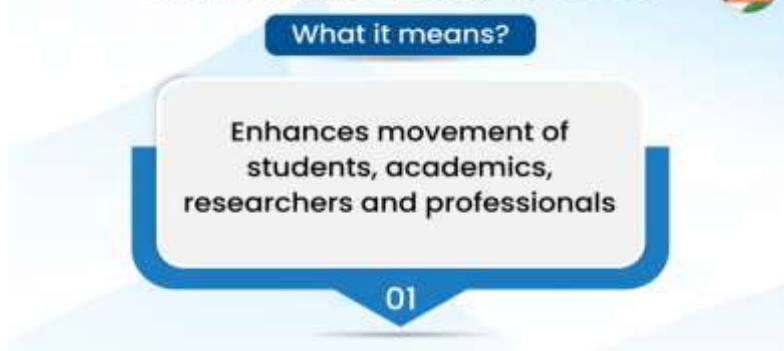 What it means?
Enhances movement of
students, academics,
researchers and professionals
01